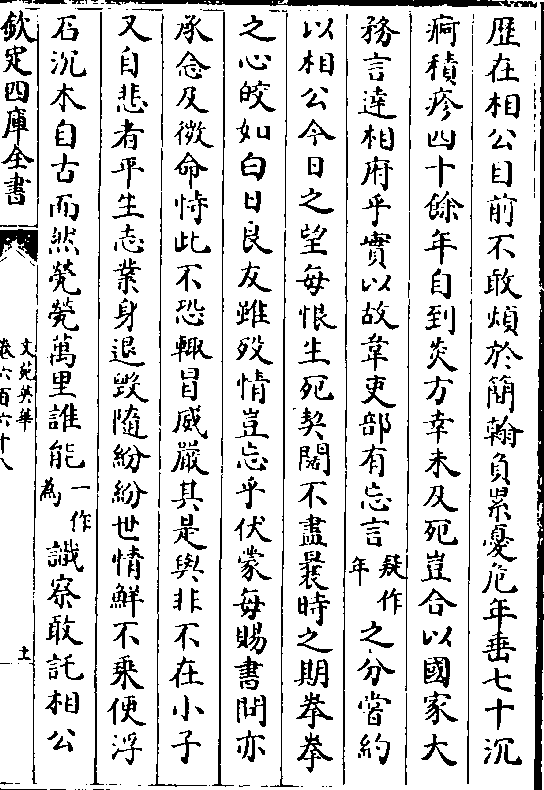 歴在相公目前不敢煩於簡翰負累憂危年垂七十沉
痾積疹四十餘年自到炎方幸未及死豈合以國家大
務言達相府乎實以故韋吏部有忘言疑作年之分嘗約
以相公今日之望每恨生死契闊不盡曩時之期拳拳
之心皎如白日良友雖歿情豈忘乎伏蒙每賜書問亦
承念及微命恃此不恐輙冒威嚴其是與非不在小子
又自悲者平生志業身退毁隨紛紛世情鮮不乗便浮
石沉木自古而然煢煢萬里誰能一作為識察敢託相公
欽定四庫全書
文苑英華
卷六百六十八
土